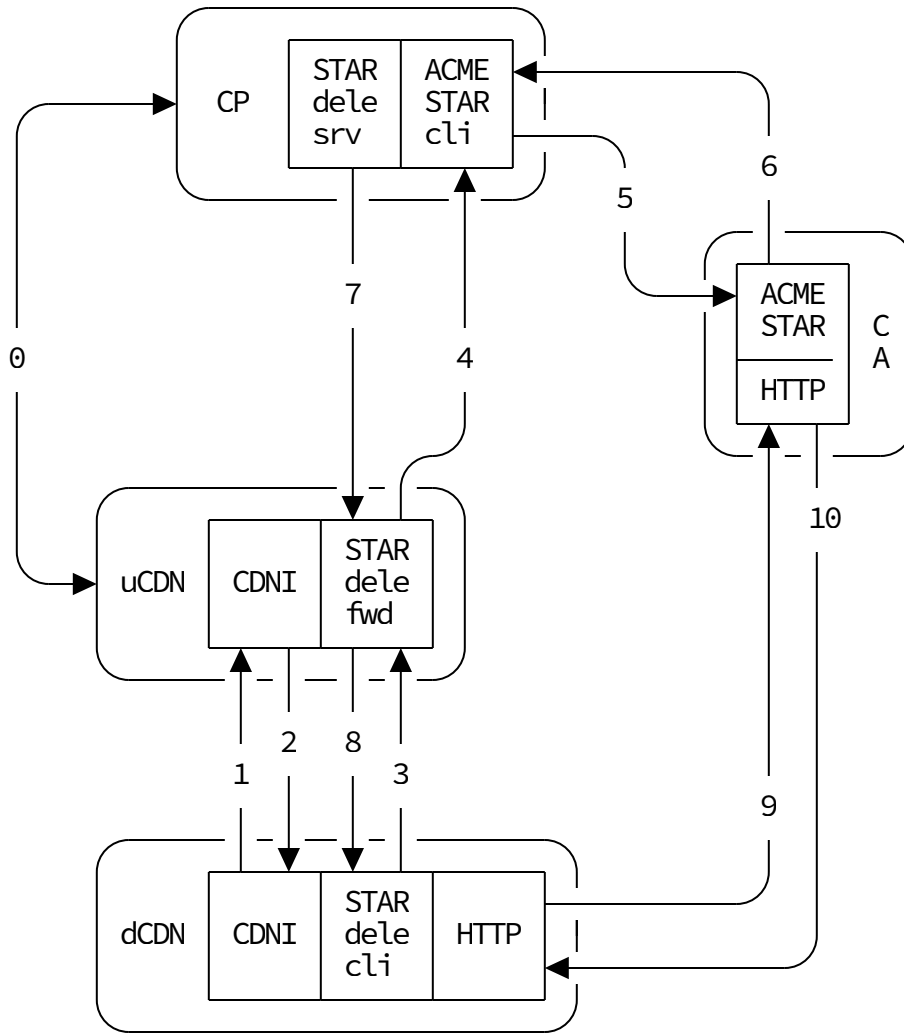 STAR
dele
srv
ACME
STAR
cli
CP
6
5
7
ACME
STAR
HTTP
C
A
0
4
10
uCDN
CDNI
STAR
dele
fwd
2
8
1
3
9
dCDN
CDNI
STAR
dele
cli
HTTP